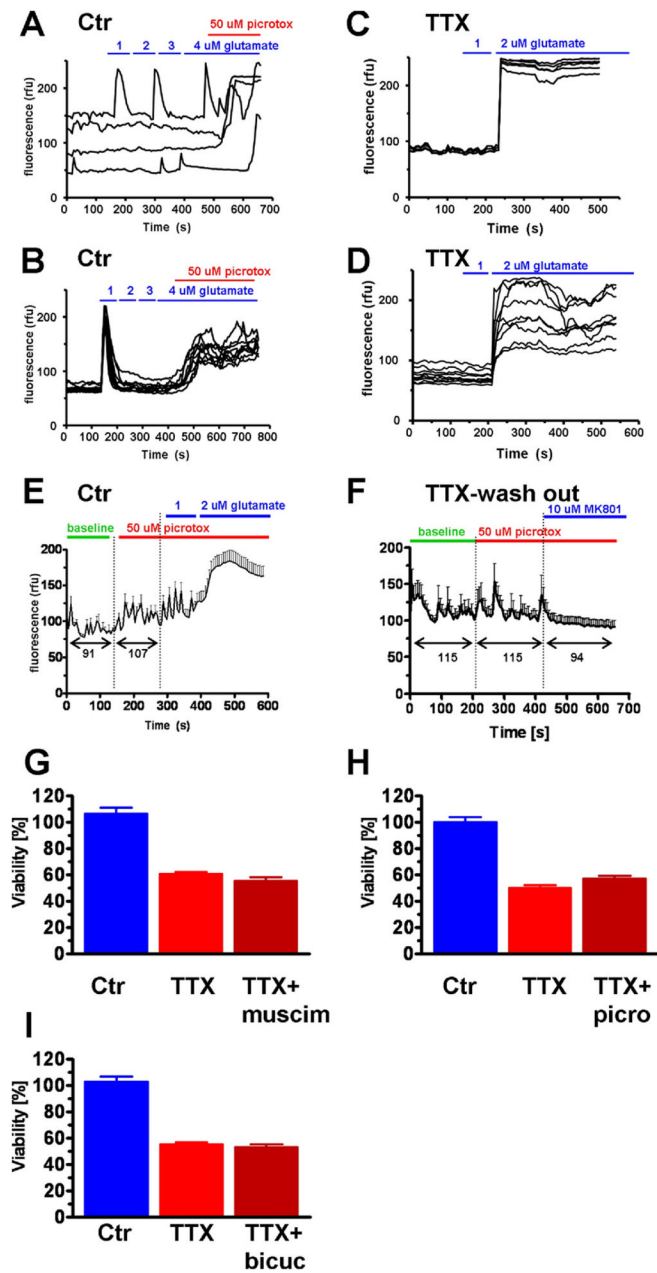 A Ctr
50 uM picrotox
1 2 3 4 uM glutamate
fluorescence (rfu)
200
100
0
0 100 200 300 400 500 600 700
Time (s)
C TTX
1 2 uM glutamate
fluorescence (rfu)
200
100
0
0 100 200 300 400 500
Time (s)
B Ctr
50 uM picrotox
1 2 3 4 uM glutamate
fluorescence (rfu)
200
100
0
0 100 200 300 400 500 600 700 800
Time (s)
D TTX
1 2 uM glutamate
fluorescence (rfu)
200
100
0
0 100 200 300 400 500 600
Time (s)
E Ctr
1 2 uM glutamate
baseline 50 uM picrotox
fluorescence (rfu)
200
150
100
50
0
91 107
0 100 200 300 400 500 600
Time (s)
F TTX-wash out
10 uM MK801
baseline 50 uM picrotox
fluorescence (rfu)
200
150
100
50
0
115 115 94
0 100 200 300 400 500 600 700
Time [s]
G
Viability [%]
120
100
80
60
40
20
0
Ctr TTX TTX+
muscim
H
Viability [%]
120
100
80
60
40
20
0
Ctr TTX TTX+
picro
I
Viability [%]
120
100
80
60
40
20
0
Ctr TTX TTX+
bicuc